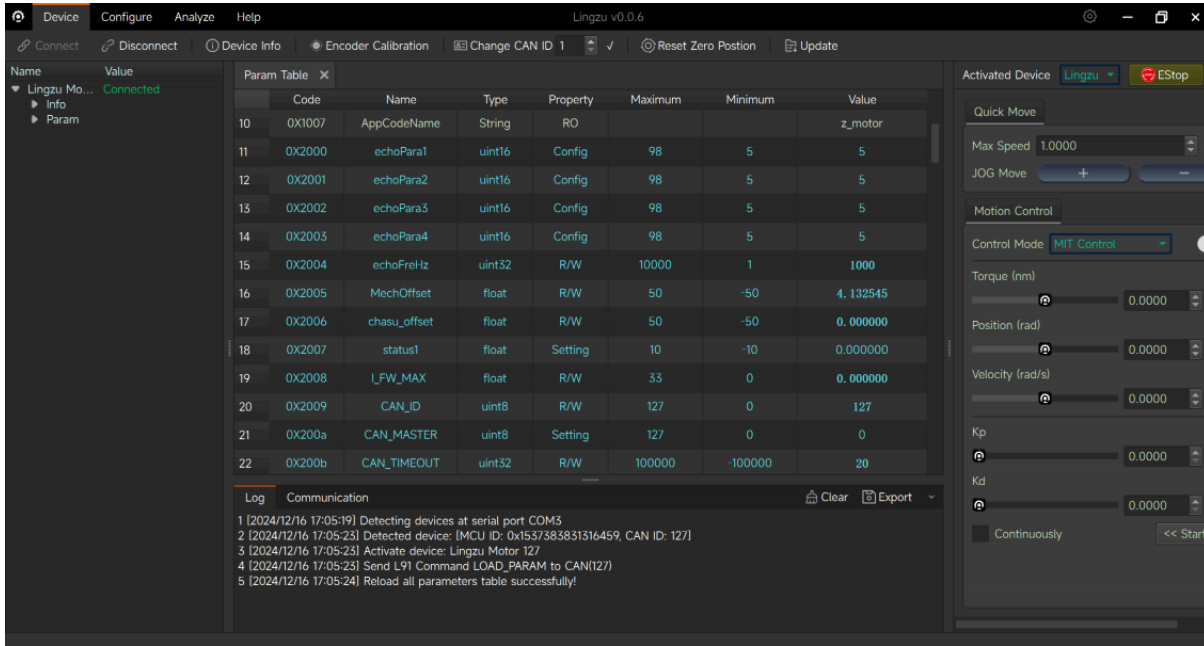 Device Configure Analyze Help Lingzu v0.0.6
Connect Disconnect Device Info Encoder Calibration Change CAN ID 1 √ Reset Zero Postion Update
Name Value
Lingzu Mo... Connected
Info
Param
Param Table
Code Name Type Property Maximum Minimum Value
10 0X1007 AppCodeName String RO z_motor
11 0X2000 echoPara1 uint16 Config 98 5 5
12 0X2001 echoPara2 uint16 Config 98 5 5
13 0X2002 echoPara3 uint16 Config 98 5 5
14 0X2003 echoPara4 uint16 Config 98 5 5
15 0X2004 echoFreHz uint32 R/W 10000 1 1000
16 0X2005 MechOffset float R/W 50 -50 4.132545
17 0X2006 chasu_offset float R/W 50 -50 0.000000
18 0X2007 status1 float Setting 10 -10 0.000000
19 0X2008 I_FW_MAX float R/W 33 0 0.000000
20 0X2009 CAN_ID uint8 R/W 127 0 127
21 0X200a CAN_MASTER uint8 Setting 127 0 0
22 0X200b CAN_TIMEOUT uint32 R/W 100000 -100000 20
Log Communication Clear Export
1 [2024/12/16 17:05:19] Detecting devices at serial port COM3
2 [2024/12/16 17:05:23] Detected device: [MCU ID: 0x1537383831316459, CAN ID: 127]
3 [2024/12/16 17:05:23] Activate device: Lingzu Motor 127
4 [2024/12/16 17:05:23] Send L91 Command LOAD_PARAM to CAN(127)
5 [2024/12/16 17:05:24] Reload all parameters table successfully!
Activated Device Lingzu EStop
Quick Move
Max Speed 1.0000
JOG Move + −
Motion Control
Control Mode MIT Control
Torque (nm)
0.0000
Position (rad)
0.0000
Velocity (rad/s)
0.0000
Kp
0.0000
Kd
0.0000
Continuously << Start